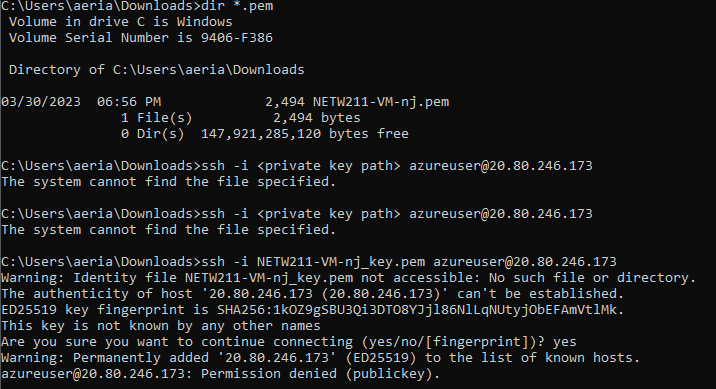 C:\Users\aeria\Downloads>dir *.pem
Volume in drive C is Windows
Volume Serial Number is 9406-F386
Directory of C:\Users\aeria\Downloads
03/30/2023  06:56 PM             2,494 NETW211-VM-nj.pem
1 File(s)          2,494 bytes
0 Dir(s)  147,921,285,120 bytes free
C:\Users\aeria\Downloads>ssh -i <private key path> azureuser@20.80.246.173
The system cannot find the file specified.
C:\Users\aeria\Downloads>ssh -i <private key path> azureuser@20.80.246.173
The system cannot find the file specified.
C:\Users\aeria\Downloads>ssh -i NETW211-VM-nj_key.pem azureuser@20.80.246.173
Warning: Identity file NETW211-VM-nj_key.pem not accessible: No such file or directory.
The authenticity of host '20.80.246.173 (20.80.246.173)' can't be established.
ED25519 key fingerprint is SHA256:1kOZ9gSBU3Qi3DTO8YJjl86NlLqNUtyjObEFAmVtlMk.
This key is not known by any other names
Are you sure you want to continue connecting (yes/no/[fingerprint])? yes
Warning: Permanently added '20.80.246.173' (ED25519) to the list of known hosts.
azureuser@20.80.246.173: Permission denied (publickey).